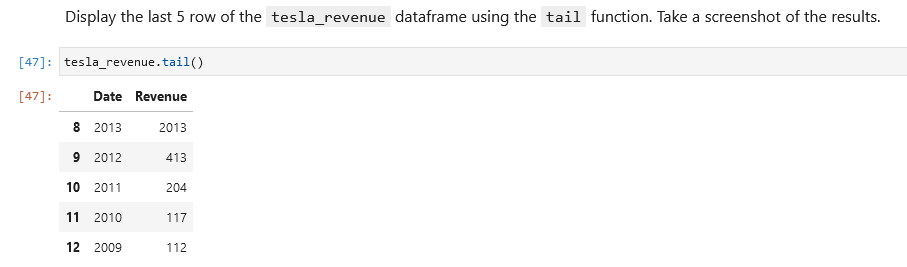 Display the last 5 row of the tesla_revenue dataframe using the tail function. Take a screenshot of the results.
[47]: tesla_revenue.tail()
[47]: Date Revenue
8 2013 2013
9 2012 413
10 2011 204
11 2010 117
12 2009 112